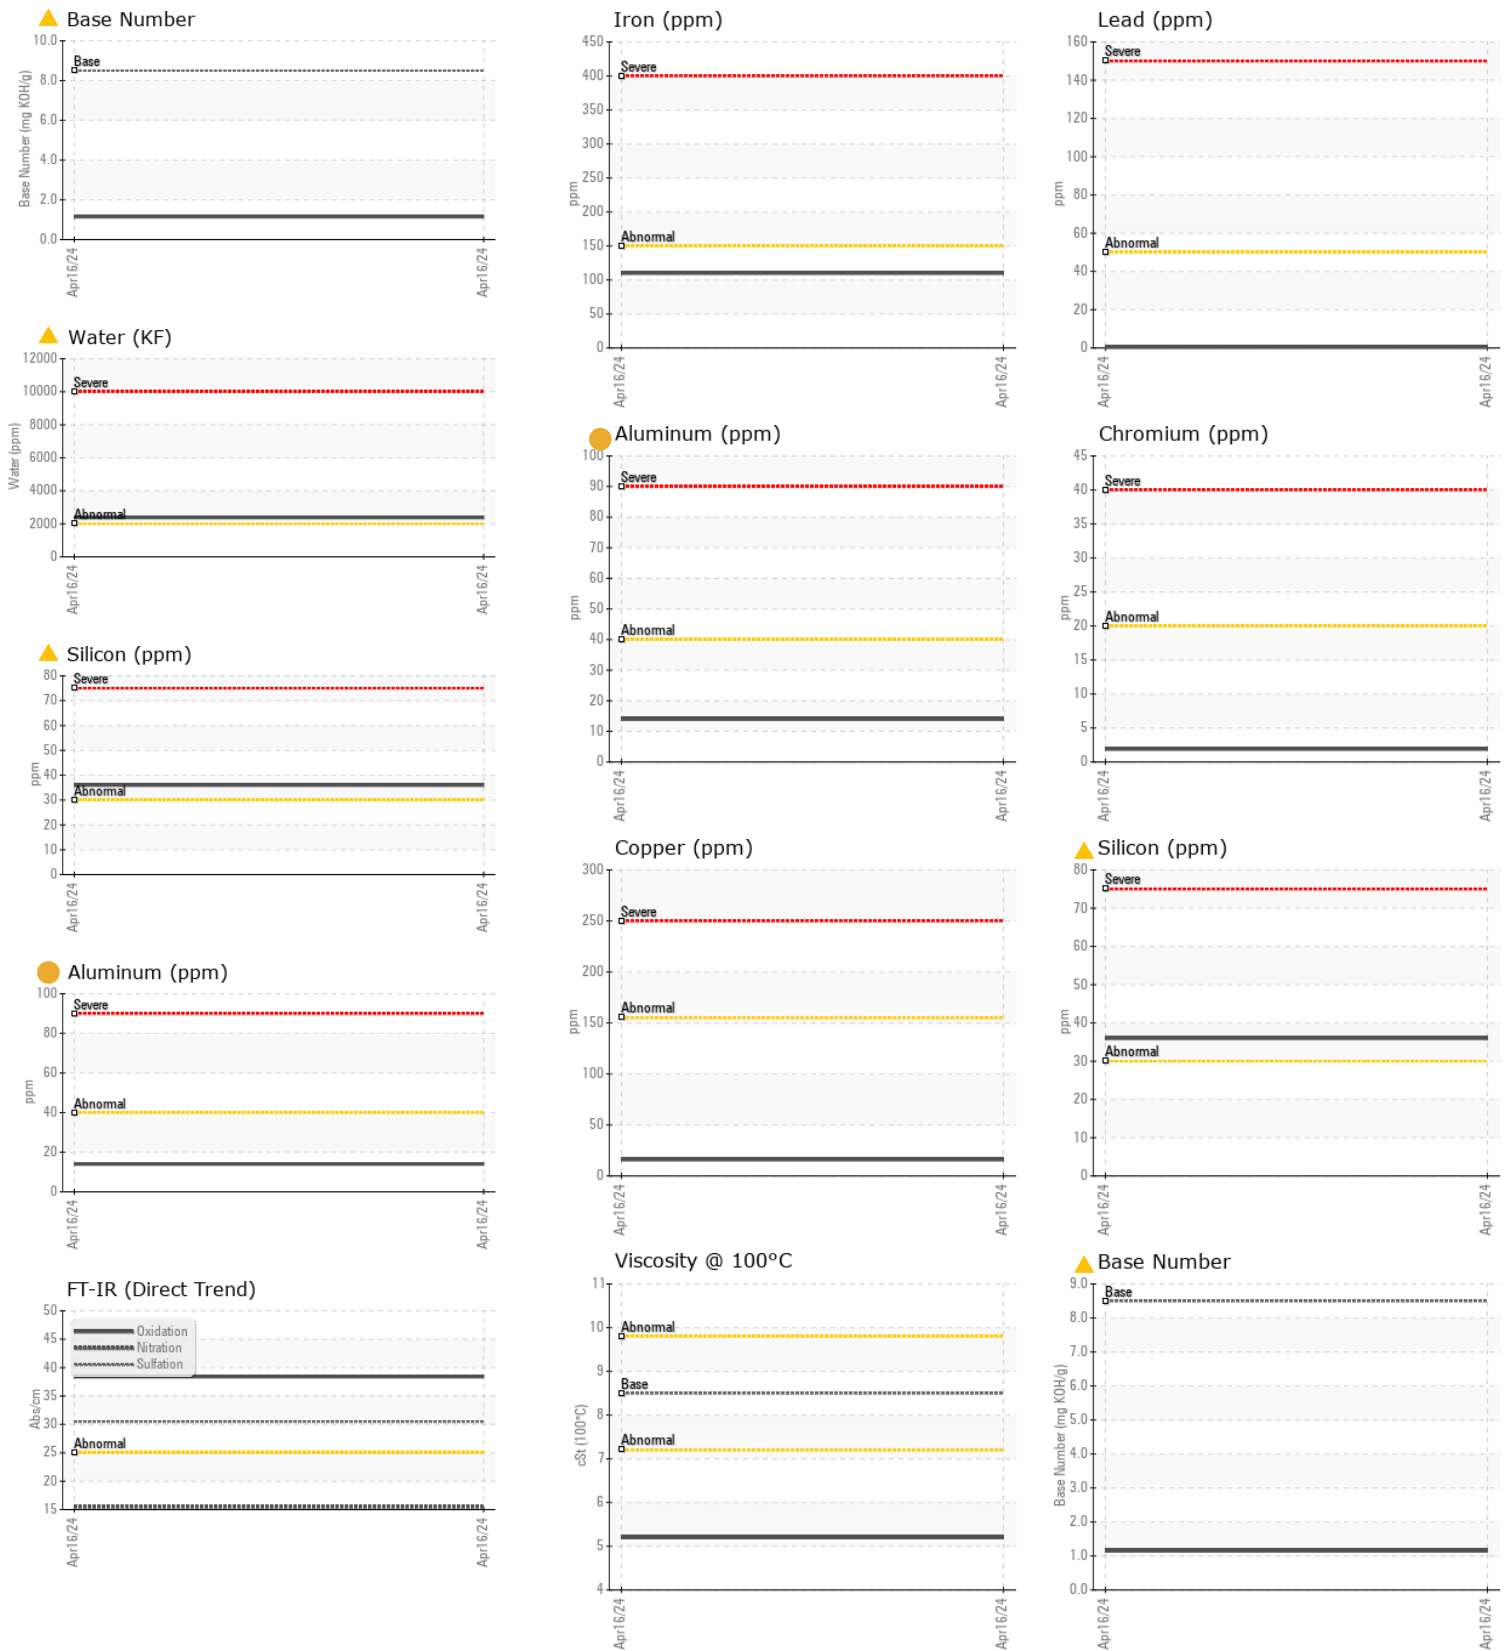 Base Number
10.0
8.0
6.0
4.0
2.0
0.0
Base Number (mg KOH/g)
Base
Apr16/24
Apr16/24
Water (KF)
12000
10000
8000
6000
4000
2000
0
Water (ppm)
Severe
Abnormal
Apr16/24
Apr16/24
Silicon (ppm)
80
70
60
50
40
30
20
10
0
ppm
Severe
Abnormal
Apr16/24
Apr16/24
Aluminum (ppm)
100
80
60
40
20
0
ppm
Severe
Abnormal
Apr16/24
Apr16/24
FT-IR (Direct Trend)
50
45
40
35
30
25
20
15
Abs/cm
Oxidation
Nitration
Sulfation
Abnormal
Apr16/24
Apr16/24
Iron (ppm)
450
400
350
300
250
200
150
100
50
0
ppm
Severe
Abnormal
Apr16/24
Apr16/24
Lead (ppm)
160
140
120
100
80
60
40
20
0
ppm
Severe
Abnormal
Apr16/24
Apr16/24
Aluminum (ppm)
100
90
80
70
60
50
40
30
20
10
0
ppm
Severe
Abnormal
Apr16/24
Apr16/24
Chromium (ppm)
45
40
35
30
25
20
15
10
5
0
ppm
Severe
Abnormal
Apr16/24
Apr16/24
Copper (ppm)
300
250
200
150
100
50
0
ppm
Severe
Abnormal
Apr16/24
Apr16/24
Silicon (ppm)
80
70
60
50
40
30
20
10
0
ppm
Severe
Abnormal
Apr16/24
Apr16/24
Viscosity @ 100°C
11
10
9
8
7
6
5
4
cSt (100°C)
Abnormal
Base
Abnormal
Apr16/24
Apr16/24
Base Number
9.0
8.0
7.0
6.0
5.0
4.0
3.0
2.0
1.0
0.0
Base Number (mg KOH/g)
Base
Apr16/24
Apr16/24